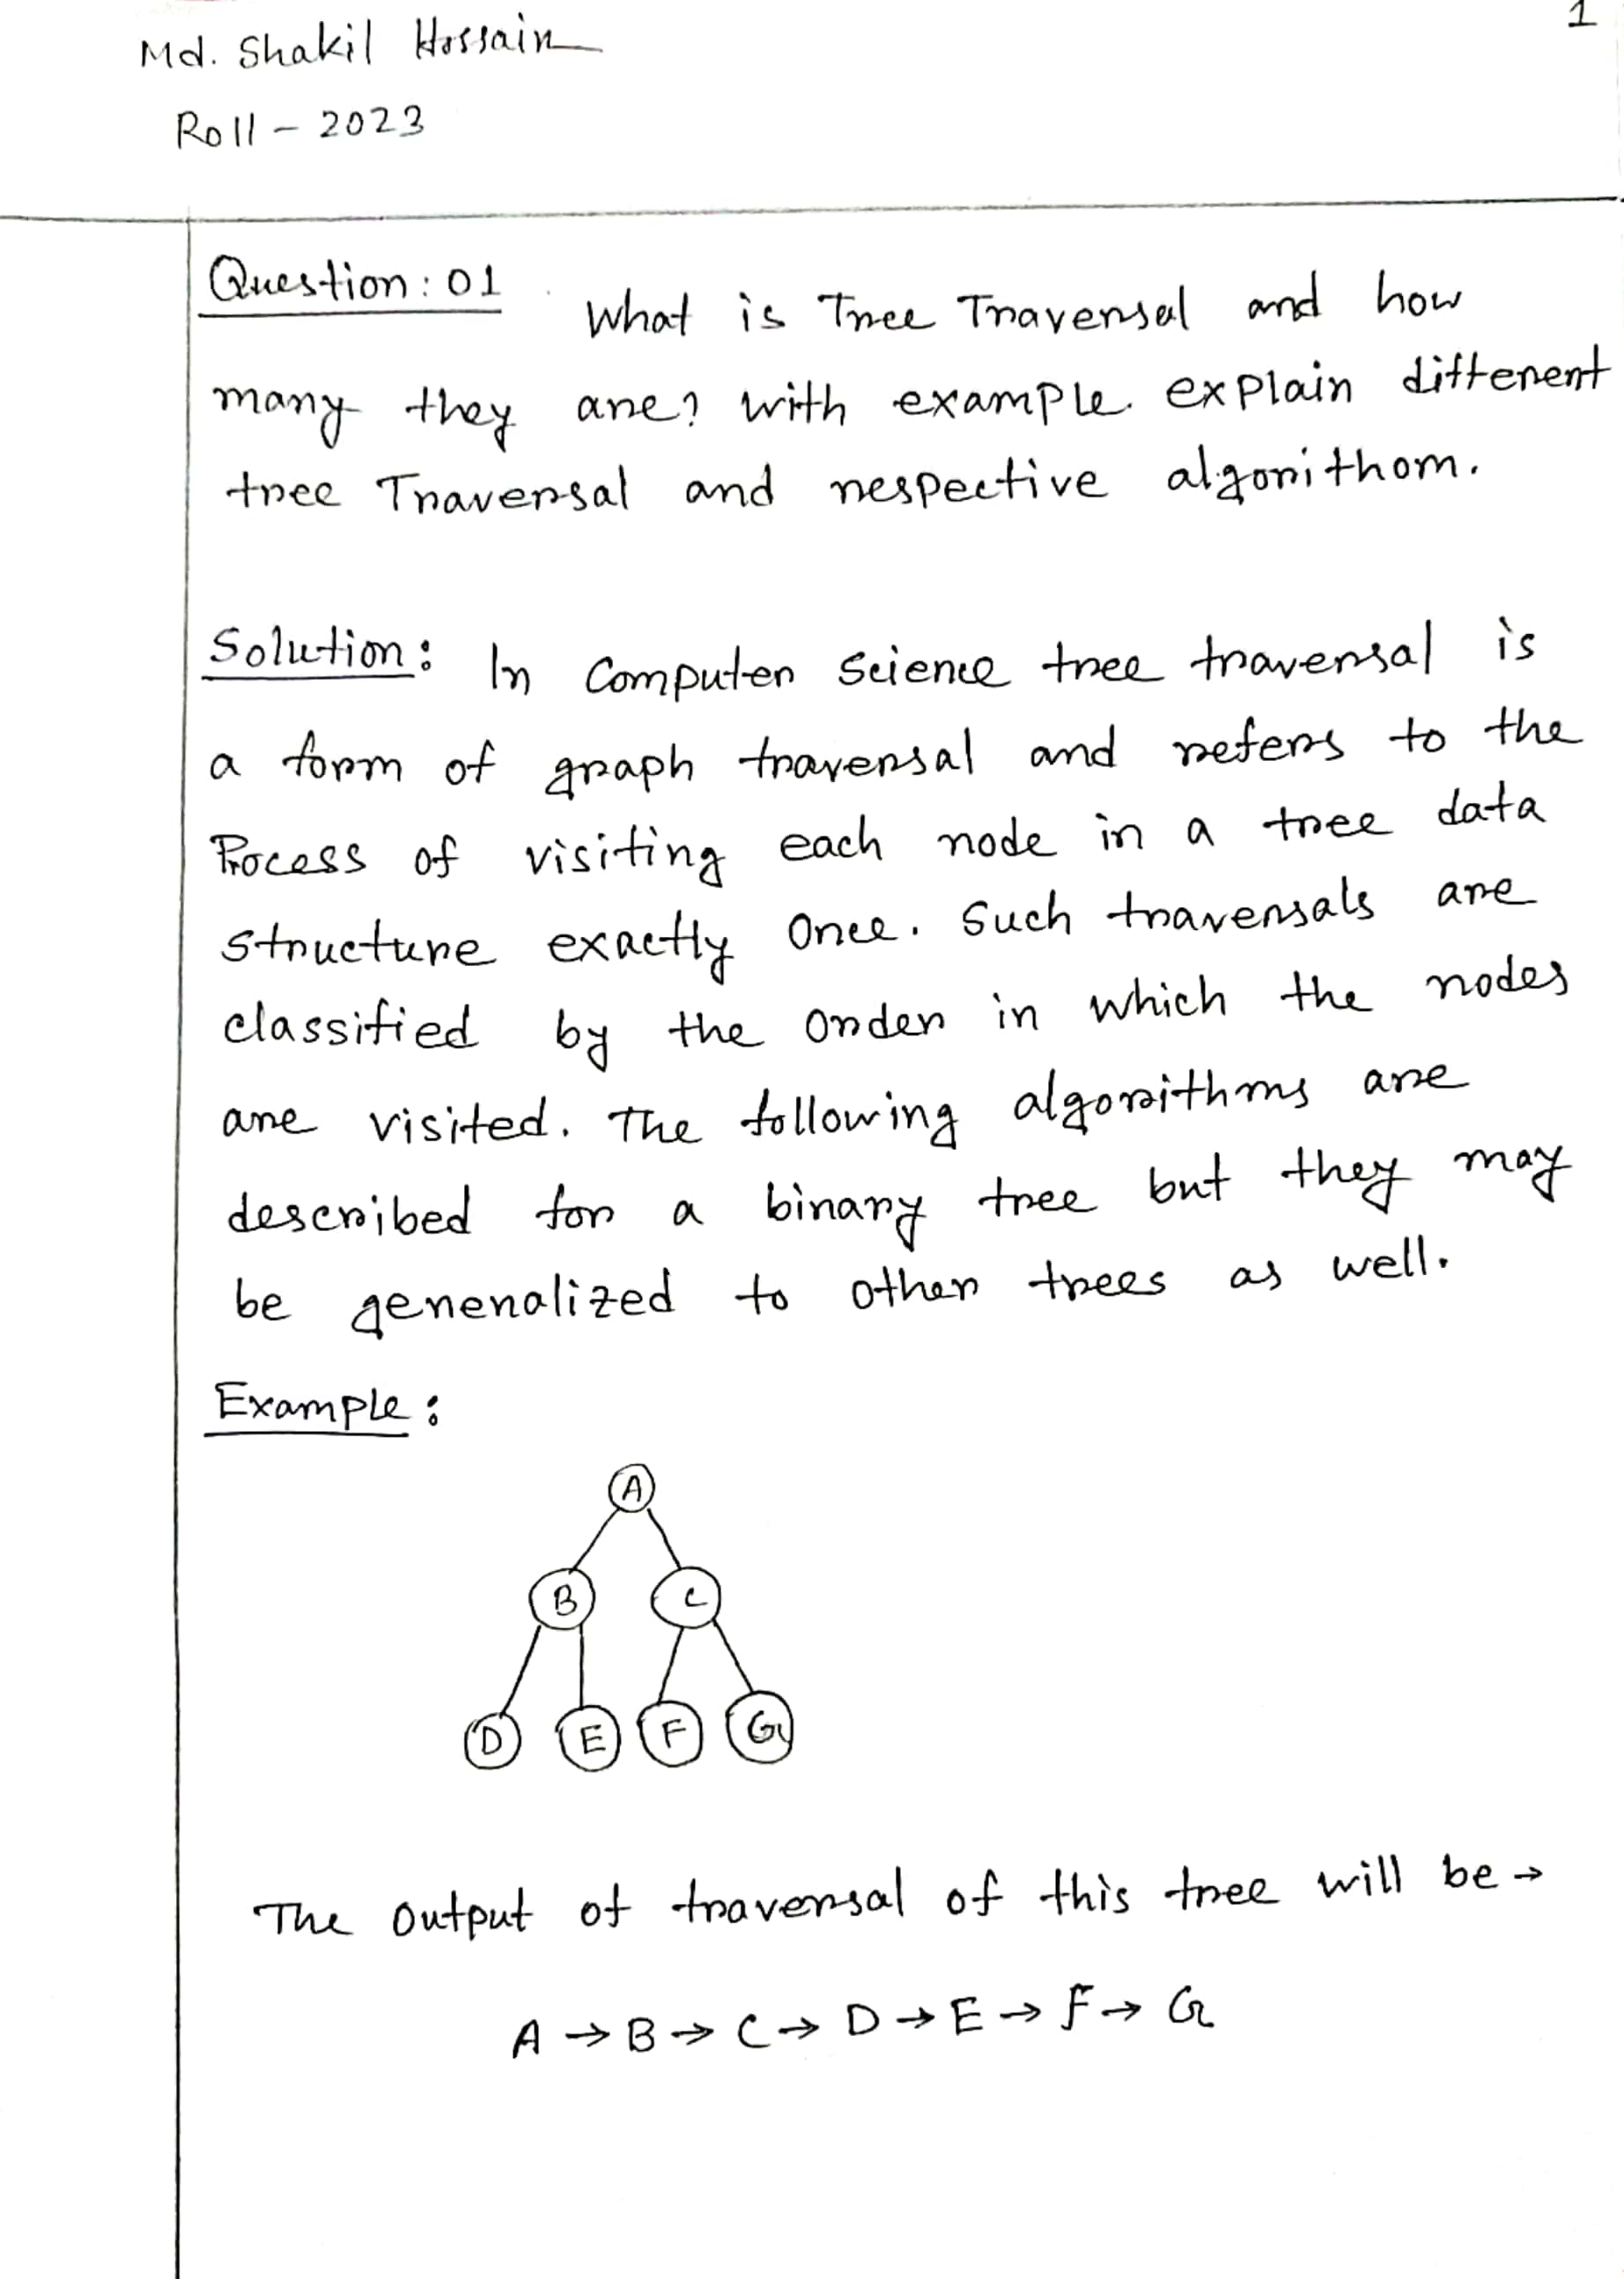 1
Md. Shakil Hossain
Roll - 2023
Question: 01 What is Tree Traversal and how
many they are? with example. explain different
tree Traversal and respective algorithom.
Solution: In Computer Science tree traversal is
a form of graph traversal and refers to the
Process of visiting each node in a tree data
structure exactly Once. Such traversals are
classified by the Order in which the nodes
are visited. The following algorithms are
described for a binary tree but they may
be generalized to Other trees as well.
Example:
A
B C
D E F G
The Output of traversal of this tree will be →
A → B → C → D → E → F → G